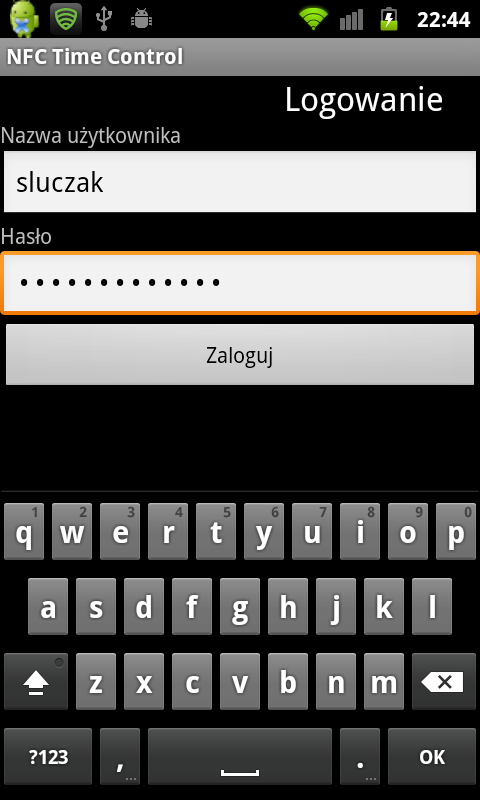 22:44
NFC Time Control
Logowanie
Nazwa użytkownika
sluczak
Hasło
•••••••••••••
Zaloguj
1 2 3 4 5 6 7 8 9 0
q w e r t y u i o p
a s d f g h j k l
z x c v b n m
?123 , ... . ... OK